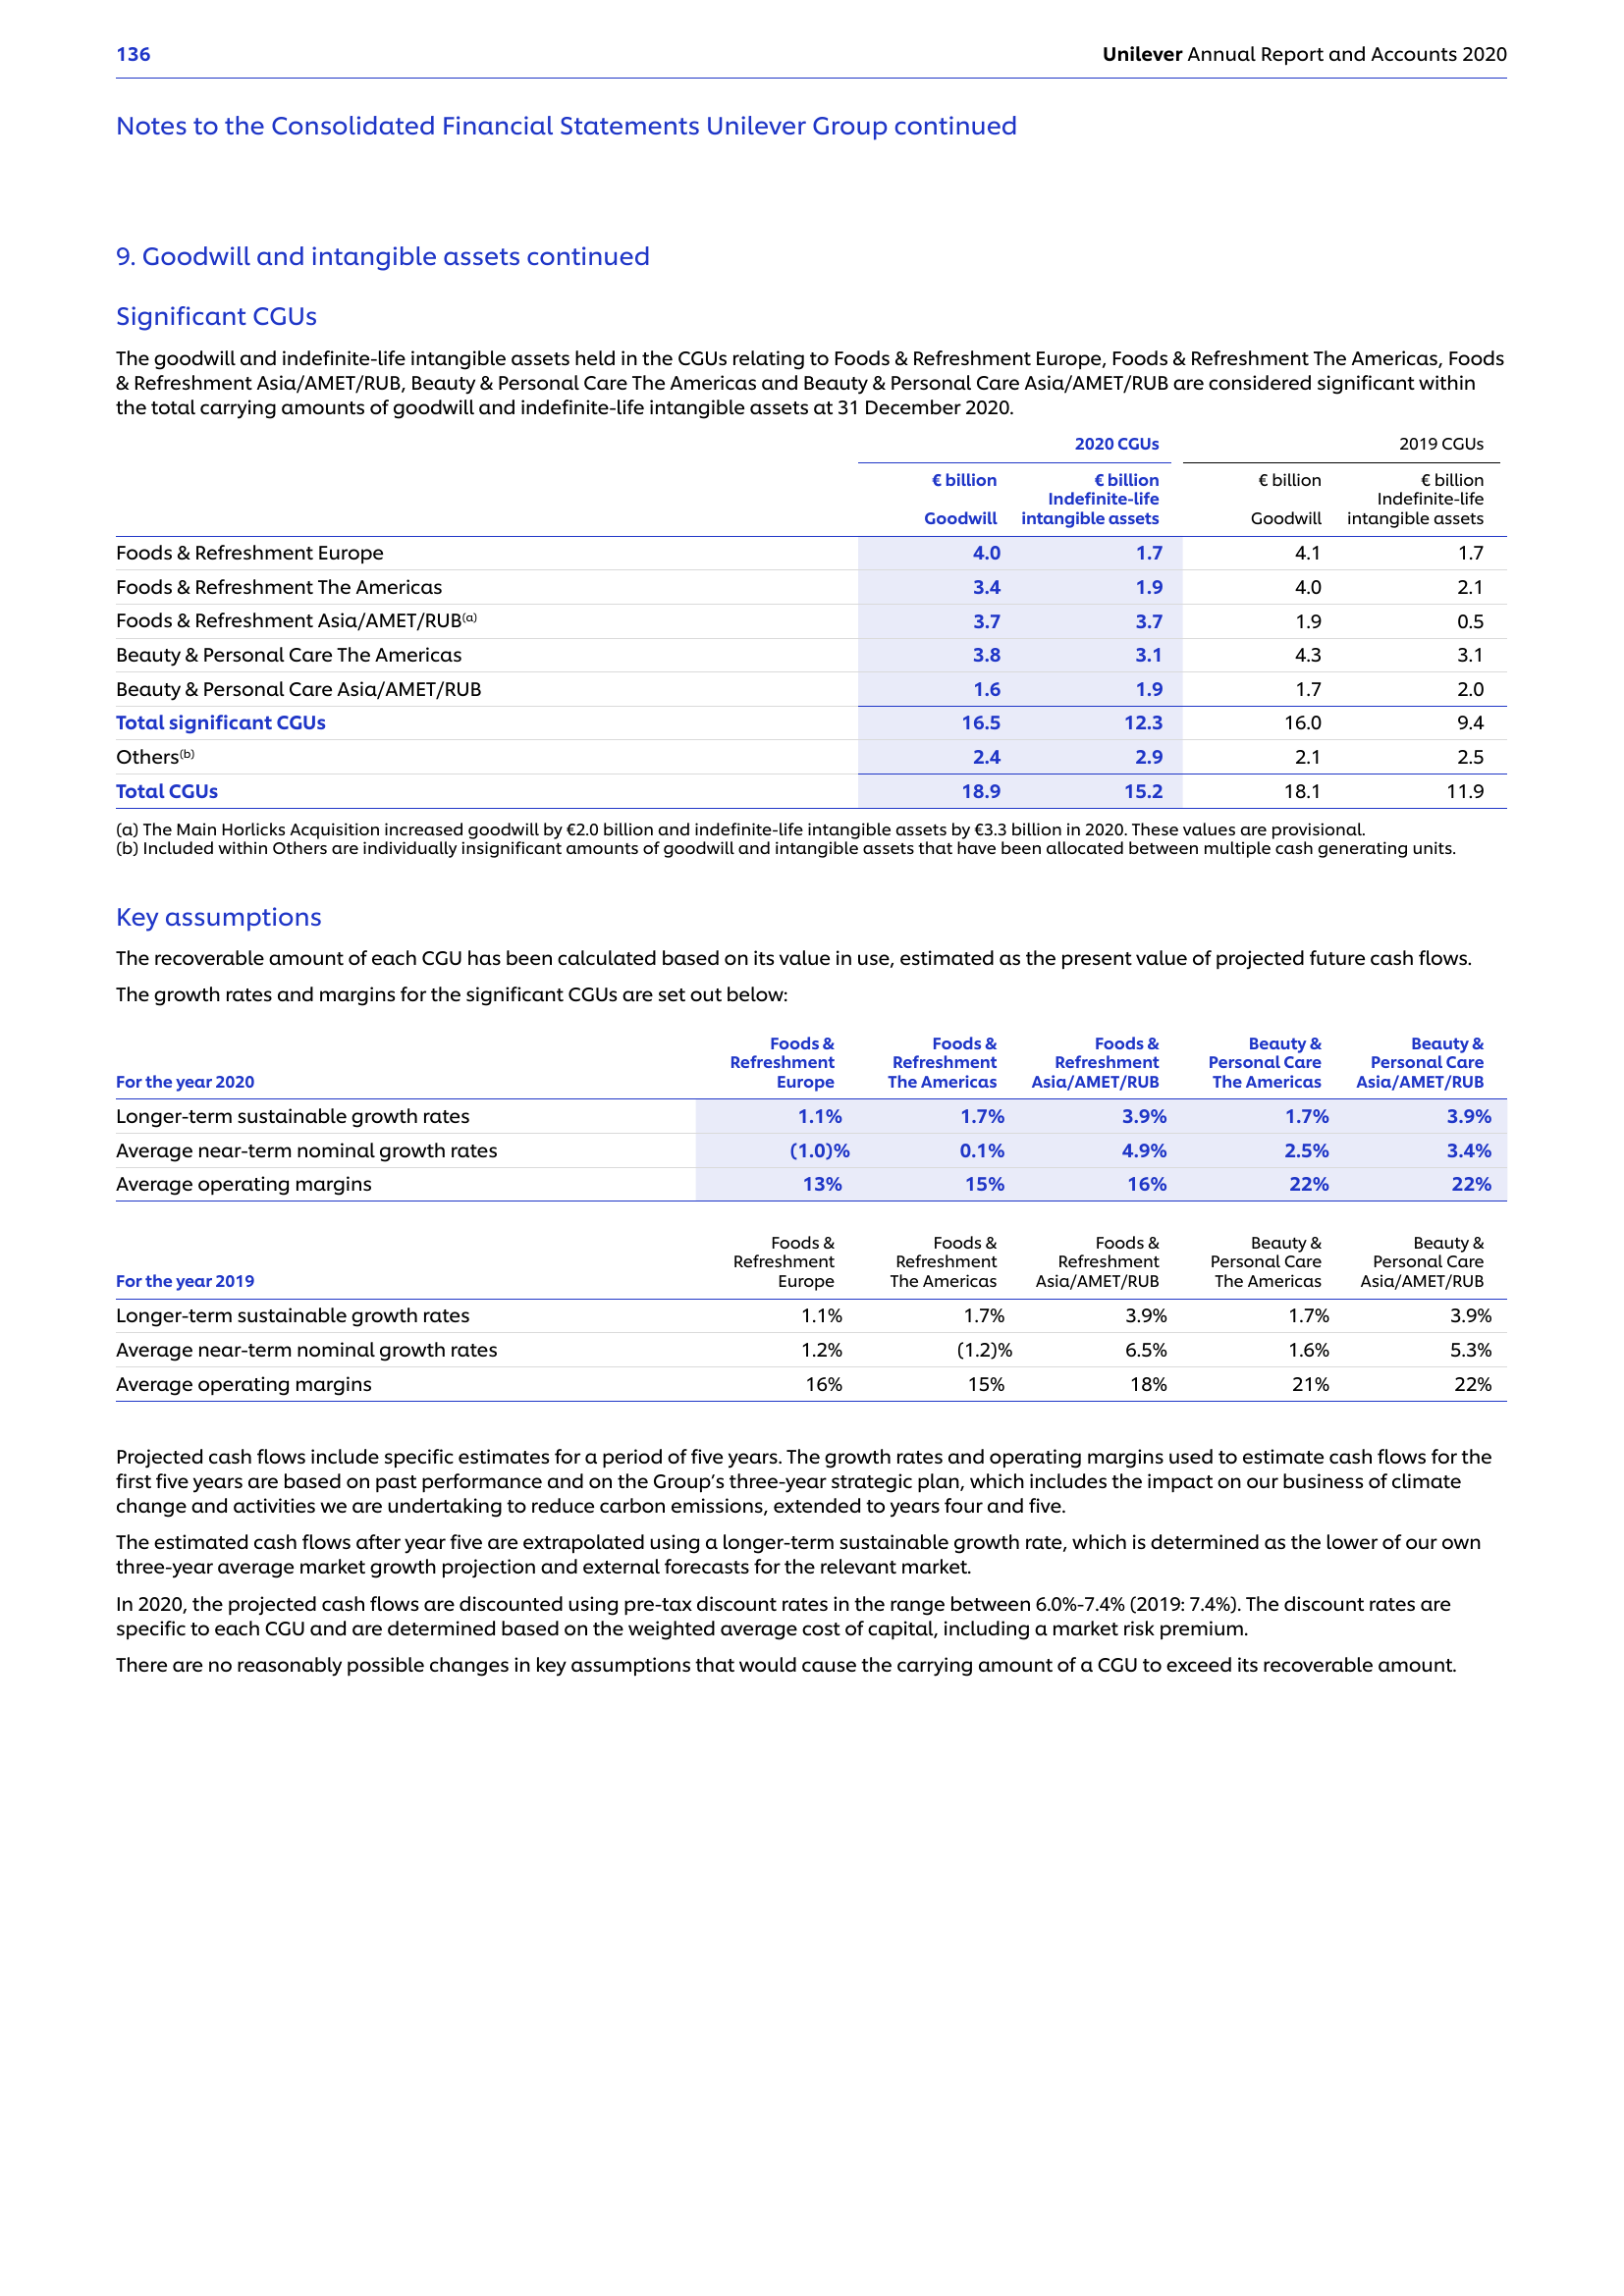 136
Unilever Annual Report and Accounts 2020
Notes to the Consolidated Financial Statements Unilever Group continued
9. Goodwill and intangible assets continued
Significant CGUs
The goodwill and indefinite-life intangible assets held in the CGUs relating to Foods & Refreshment Europe, Foods & Refreshment The Americas, Foods
& Refreshment Asia/AMET/RUB, Beauty & Personal Care The Americas and Beauty & Personal Care Asia/AMET/RUB are considered significant within
the total carrying amounts of goodwill and indefinite-life intangible assets at 31 December 2020.
2020 CGUs 2019 CGUs
€ billion € billion € billion € billion
Indefinite-life Indefinite-life
Goodwill intangible assets Goodwill intangible assets
Foods & Refreshment Europe 4.0 1.7 4.1 1.7
Foods & Refreshment The Americas 3.4 1.9 4.0 2.1
Foods & Refreshment Asia/AMET/RUB(a) 3.7 3.7 1.9 0.5
Beauty & Personal Care The Americas 3.8 3.1 4.3 3.1
Beauty & Personal Care Asia/AMET/RUB 1.6 1.9 1.7 2.0
Total significant CGUs 16.5 12.3 16.0 9.4
Others(b) 2.4 2.9 2.1 2.5
Total CGUs 18.9 15.2 18.1 11.9
(a) The Main Horlicks Acquisition increased goodwill by €2.0 billion and indefinite-life intangible assets by €3.3 billion in 2020. These values are provisional.
(b) Included within Others are individually insignificant amounts of goodwill and intangible assets that have been allocated between multiple cash generating units.
Key assumptions
The recoverable amount of each CGU has been calculated based on its value in use, estimated as the present value of projected future cash flows.
The growth rates and margins for the significant CGUs are set out below:
Foods & Foods & Foods & Beauty & Beauty &
Refreshment Refreshment Refreshment Personal Care Personal Care
For the year 2020 Europe The Americas Asia/AMET/RUB The Americas Asia/AMET/RUB
Longer-term sustainable growth rates 1.1% 1.7% 3.9% 1.7% 3.9%
Average near-term nominal growth rates (1.0)% 0.1% 4.9% 2.5% 3.4%
Average operating margins 13% 15% 16% 22% 22%
Foods & Foods & Foods & Beauty & Beauty &
Refreshment Refreshment Refreshment Personal Care Personal Care
For the year 2019 Europe The Americas Asia/AMET/RUB The Americas Asia/AMET/RUB
Longer-term sustainable growth rates 1.1% 1.7% 3.9% 1.7% 3.9%
Average near-term nominal growth rates 1.2% (1.2)% 6.5% 1.6% 5.3%
Average operating margins 16% 15% 18% 21% 22%
Projected cash flows include specific estimates for a period of five years. The growth rates and operating margins used to estimate cash flows for the
first five years are based on past performance and on the Group's three-year strategic plan, which includes the impact on our business of climate
change and activities we are undertaking to reduce carbon emissions, extended to years four and five.
The estimated cash flows after year five are extrapolated using a longer-term sustainable growth rate, which is determined as the lower of our own
three-year average market growth projection and external forecasts for the relevant market.
In 2020, the projected cash flows are discounted using pre-tax discount rates in the range between 6.0%-7.4% (2019: 7.4%). The discount rates are
specific to each CGU and are determined based on the weighted average cost of capital, including a market risk premium.
There are no reasonably possible changes in key assumptions that would cause the carrying amount of a CGU to exceed its recoverable amount.